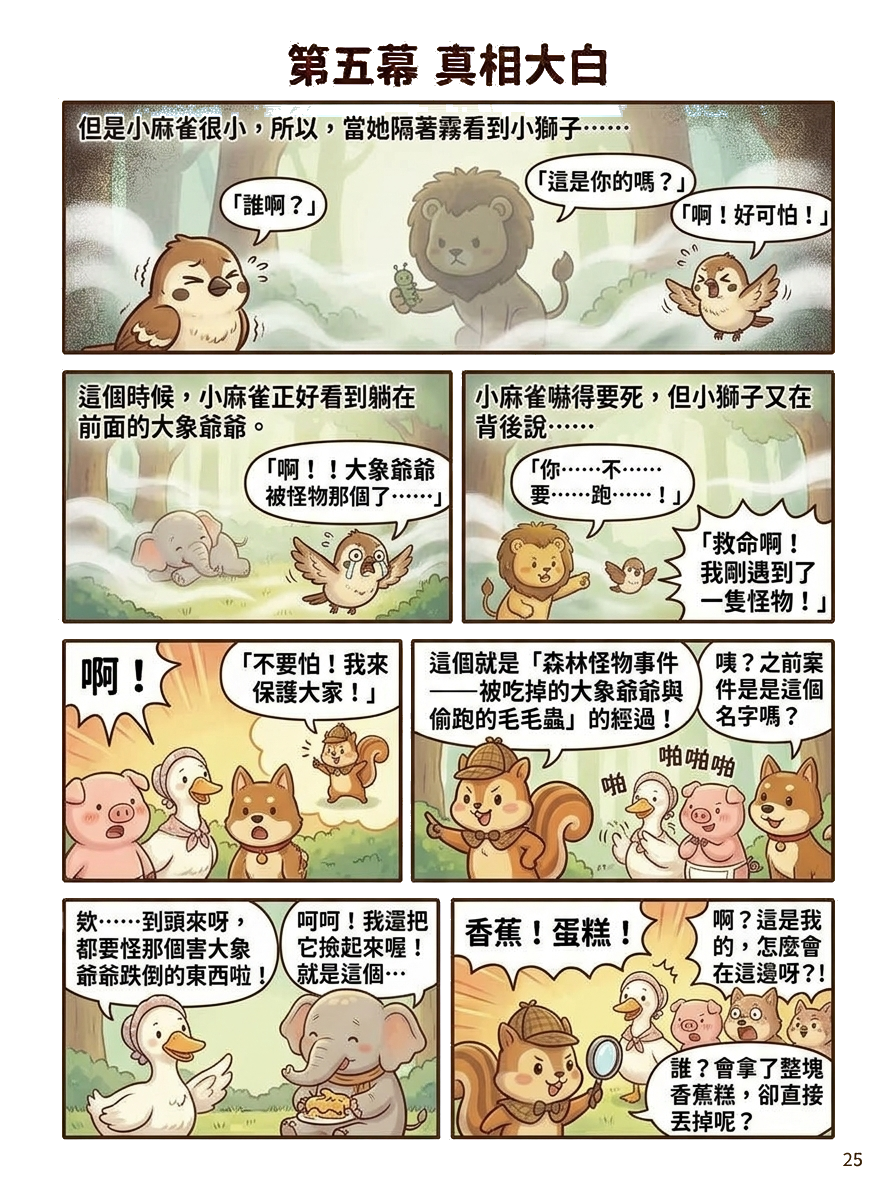 第五幕 真相大白
但是小麻雀很小，所以，當她隔著霧看到小獅子……
「誰啊？」
「這是你的嗎？」
「啊！好可怕！」
這個時候，小麻雀正好看到躺在
前面的大象爺爺。
「啊！！大象爺爺
被怪物那個了……」
小麻雀嚇得要死，但小獅子又在
背後說……
「你……不……
要……跑……！」
「救命啊！
我剛遇到了
一隻怪物！」
啊！
「不要怕！我來
保護大家！」
這個就是「森林怪物事件
——被吃掉的大象爺爺與
偷跑的毛毛蟲」的經過！
咦？之前案
件是是這個
名字嗎？
啪
啪啪啪
欸……到頭來呀，
都要怪那個害大象
爺爺跌倒的東西啦！
呵呵！我還把
它撿起來喔！
就是這個…
香蕉！蛋糕！
啊？這是我
的，怎麼會
在這邊呀？！
誰？會拿了整塊
香蕉糕，卻直接
丟掉呢？
25